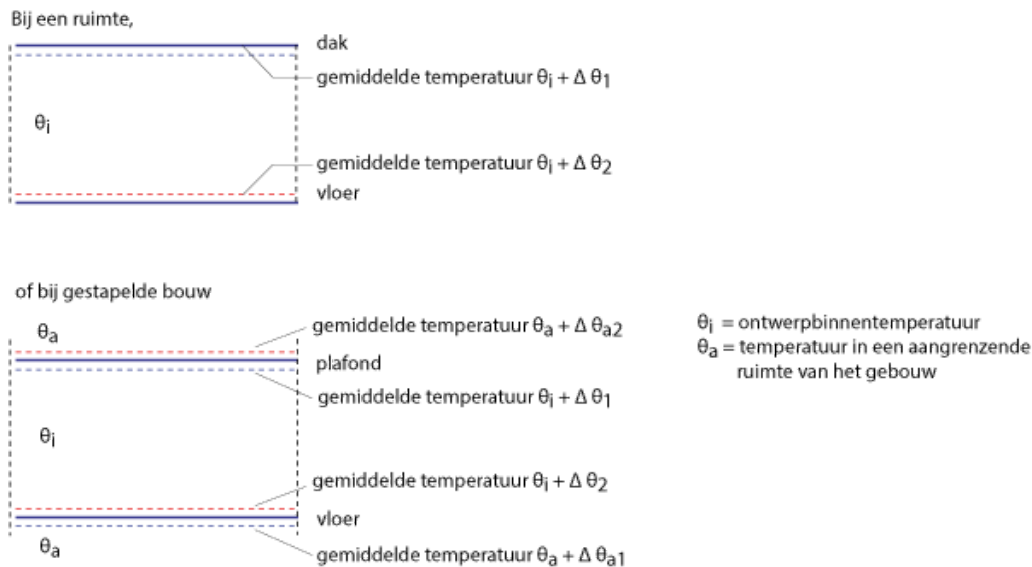 Bij een ruimte,
dak
gemiddelde temperatuur θi + Δ θ1
θi
gemiddelde temperatuur θi + Δ θ2
vloer
of bij gestapelde bouw
θa
gemiddelde temperatuur θa + Δ θa2
plafond
gemiddelde temperatuur θi + Δ θ1
θi
gemiddelde temperatuur θi + Δ θ2
vloer
θa
gemiddelde temperatuur θa + Δ θa1
θi = ontwerpbinnentemperatuur
θa = temperatuur in een aangrenzende
ruimte van het gebouw